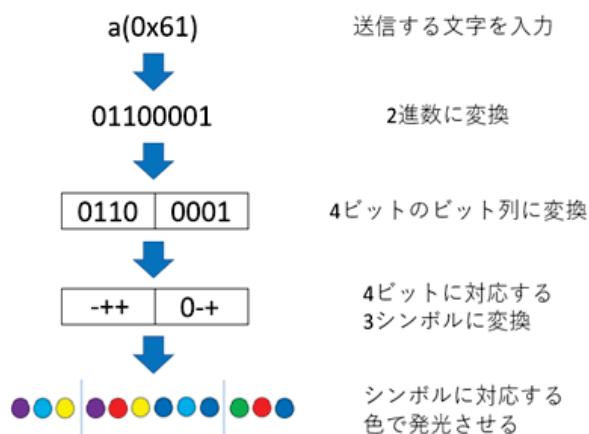 a(0x61)
送信する文字を入力
01100001
2進数に変換
0110 0001
4ビットのビット列に変換
-++ 0-+
4ビットに対応する
3シンボルに変換
シンボルに対応する
色で発光させる